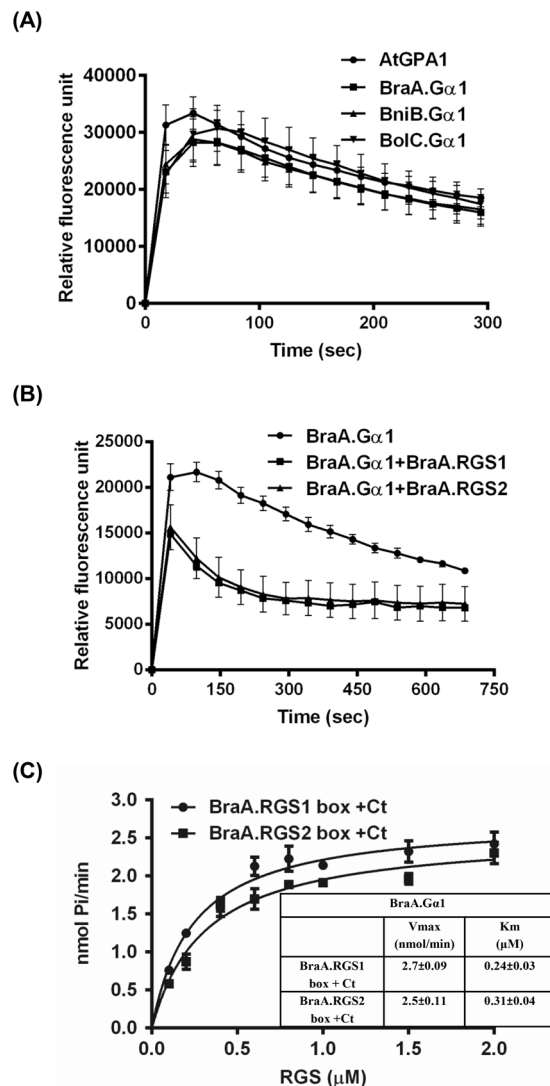 (A)
AtGPA1
BraA.Gα1
BniB.Gα1
BolC.Gα1
40000
30000
20000
10000
0
Relative fluorescence unit
0 100 200 300
Time (sec)
(B)
BraA.Gα1
BraA.Gα1+BraA.RGS1
BraA.Gα1+BraA.RGS2
25000
20000
15000
10000
5000
0
Relative fluorescence unit
0 150 300 450 600 750
Time (sec)
(C)
BraA.RGS1 box +Ct
BraA.RGS2 box +Ct
3.0
2.5
2.0
1.5
1.0
0.5
0.0
nmol Pi/min
BraA.Gα1
Vmax (nmol/min)
Km (µM)
BraA.RGS1 box + Ct
2.7±0.09
0.24±0.03
BraA.RGS2 box +Ct
2.5±0.11
0.31±0.04
0.0 0.5 1.0 1.5 2.0
RGS (µM)